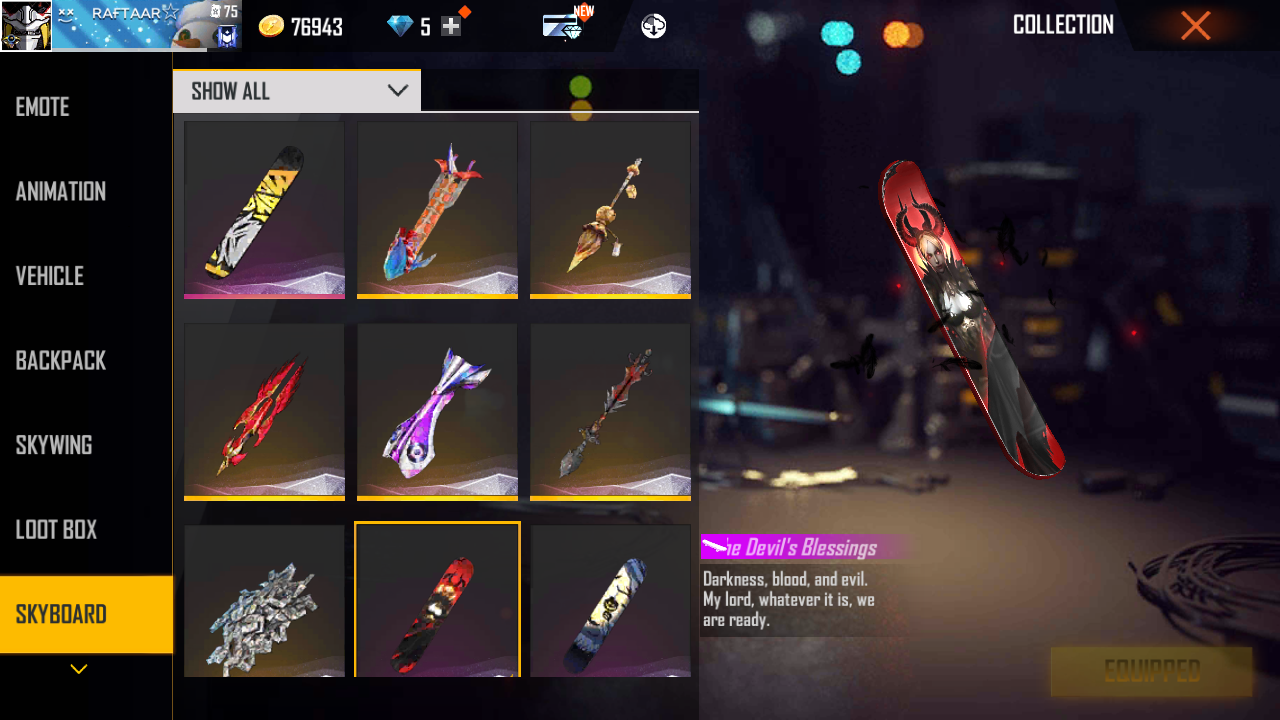 RAFTAAR☆
75
76943
5
NEW
COLLECTION
EMOTE
ANIMATION
VEHICLE
BACKPACK
SKYWING
LOOT BOX
SKYBOARD
SHOW ALL
Devil's Blessings
Darkness, blood, and evil.
My lord, whatever it is, we
are ready.
EQUIPPED